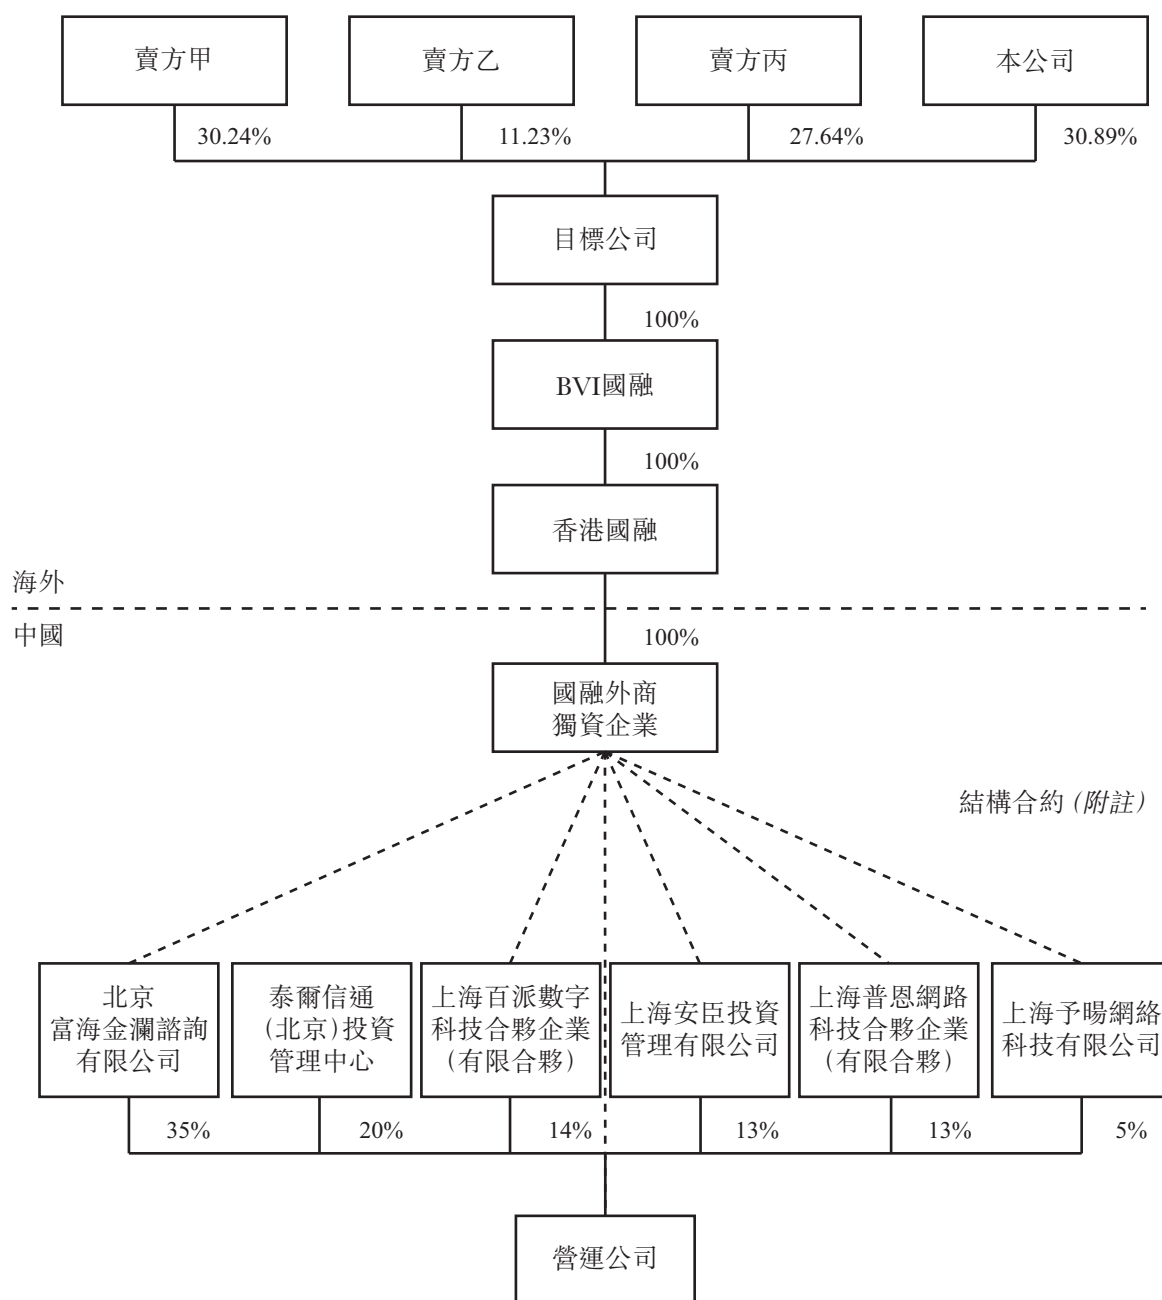 賣方甲
賣方乙
賣方丙
本公司
30.24%
11.23%
27.64%
30.89%
目標公司
100%
BVI國融
100%
香港國融
海外
中國
100%
國融外商
獨資企業
結構合約(附註)
北京
富海金瀾諮詢
有限公司
泰爾信通
(北京)投資
管理中心
上海百派數字
科技合夥企業
(有限合夥)
上海安臣投資
管理有限公司
上海普恩網路
科技合夥企業
(有限合夥)
上海予暘網絡
科技有限公司
35%
20%
14%
13%
13%
5%
營運公司